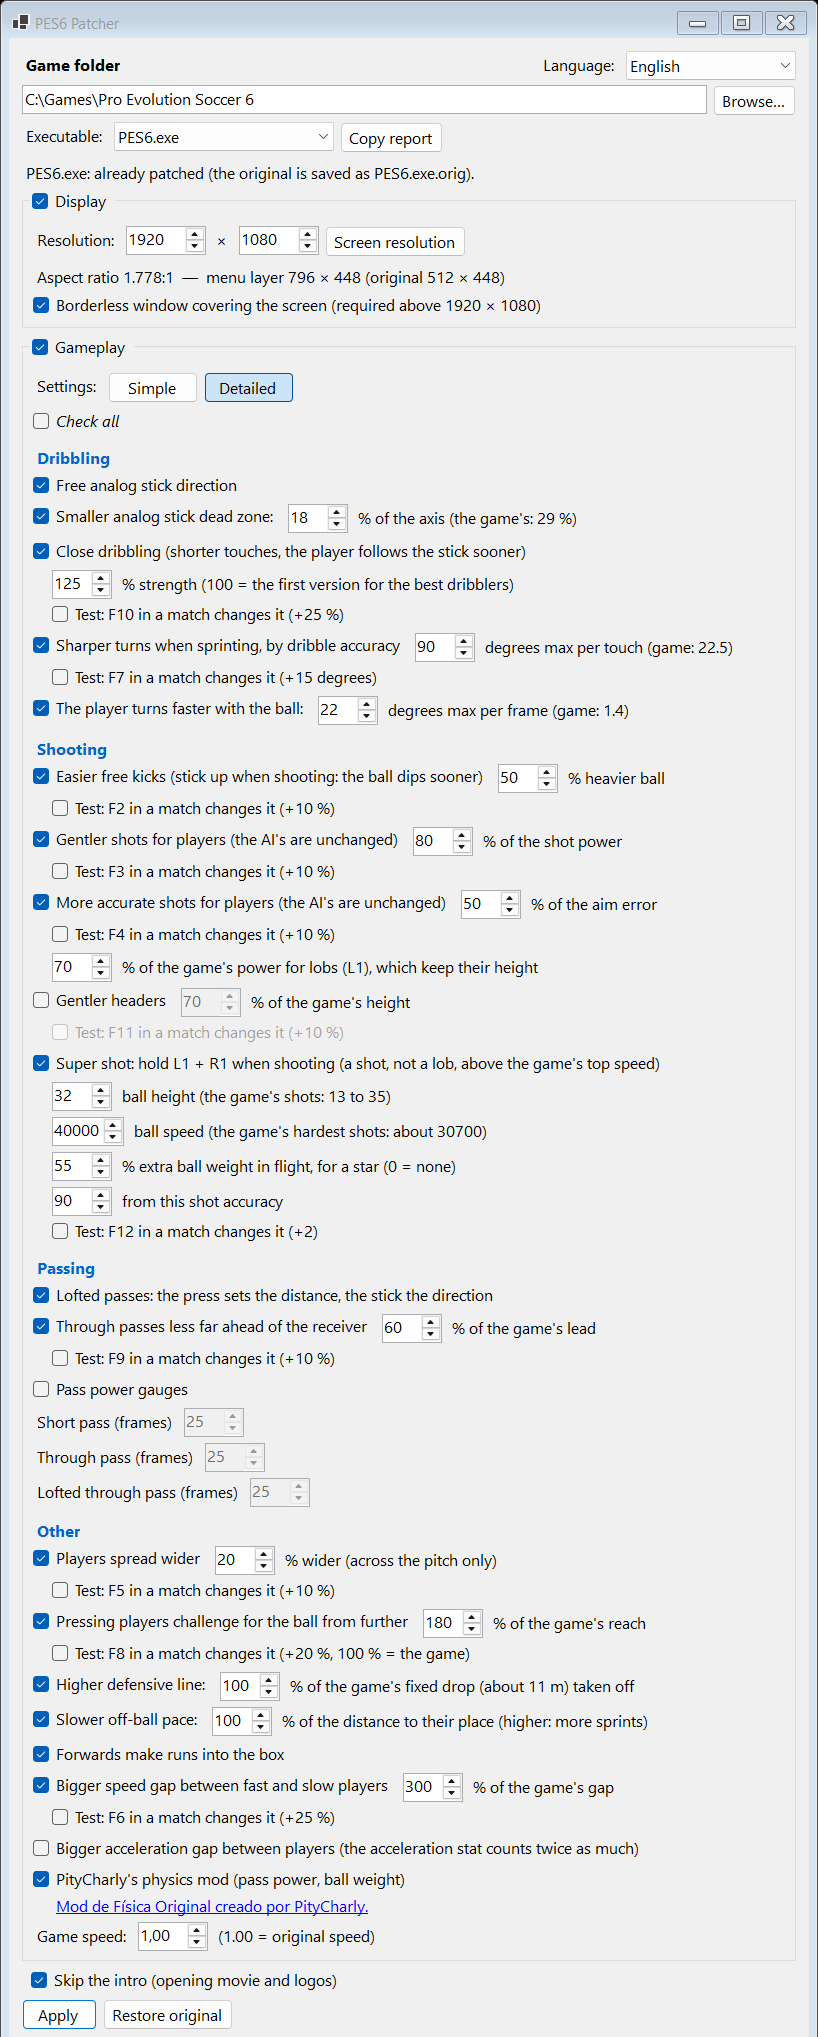 PES6 Patcher
Game folder
Language: English
C:\Games\Pro Evolution Soccer 6 Browse...
Executable: PES6.exe Copy report
PES6.exe: already patched (the original is saved as PES6.exe.orig).
Display
Resolution: 1920 × 1080 Screen resolution
Aspect ratio 1.778:1 — menu layer 796 × 448 (original 512 × 448)
Borderless window covering the screen (required above 1920 × 1080)
Gameplay
Settings: Simple Detailed
Check all
Dribbling
Free analog stick direction
Smaller analog stick dead zone: 18 % of the axis (the game's: 29 %)
Close dribbling (shorter touches, the player follows the stick sooner)
125 % strength (100 = the first version for the best dribblers)
Test: F10 in a match changes it (+25 %)
Sharper turns when sprinting, by dribble accuracy 90 degrees max per touch (game: 22.5)
Test: F7 in a match changes it (+15 degrees)
The player turns faster with the ball: 22 degrees max per frame (game: 1.4)
Shooting
Easier free kicks (stick up when shooting: the ball dips sooner) 50 % heavier ball
Test: F2 in a match changes it (+10 %)
Gentler shots for players (the AI's are unchanged) 80 % of the shot power
Test: F3 in a match changes it (+10 %)
More accurate shots for players (the AI's are unchanged) 50 % of the aim error
Test: F4 in a match changes it (+10 %)
70 % of the game's power for lobs (L1), which keep their height
Gentler headers 70 % of the game's height
Test: F11 in a match changes it (+10 %)
Super shot: hold L1 + R1 when shooting (a shot, not a lob, above the game's top speed)
32 ball height (the game's shots: 13 to 35)
40000 ball speed (the game's hardest shots: about 30700)
55 % extra ball weight in flight, for a star (0 = none)
90 from this shot accuracy
Test: F12 in a match changes it (+2)
Passing
Lofted passes: the press sets the distance, the stick the direction
Through passes less far ahead of the receiver 60 % of the game's lead
Test: F9 in a match changes it (+10 %)
Pass power gauges
Short pass (frames) 25
Through pass (frames) 25
Lofted through pass (frames) 25
Other
Players spread wider 20 % wider (across the pitch only)
Test: F5 in a match changes it (+10 %)
Pressing players challenge for the ball from further 180 % of the game's reach
Test: F8 in a match changes it (+20 %, 100 % = the game)
Higher defensive line: 100 % of the game's fixed drop (about 11 m) taken off
Slower off-ball pace: 100 % of the distance to their place (higher: more sprints)
Forwards make runs into the box
Bigger speed gap between fast and slow players 300 % of the game's gap
Test: F6 in a match changes it (+25 %)
Bigger acceleration gap between players (the acceleration stat counts twice as much)
PityCharly's physics mod (pass power, ball weight)
Mod de Física Original creado por PityCharly.
Game speed: 1,00 (1.00 = original speed)
Skip the intro (opening movie and logos)
Apply Restore original